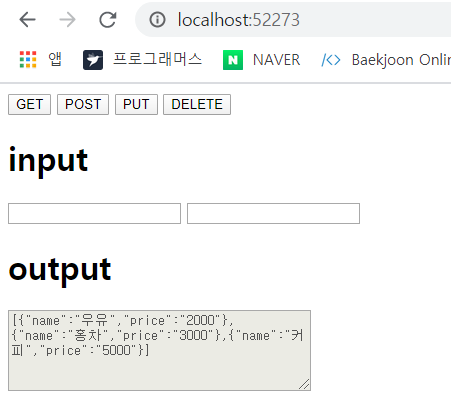 localhost:52273
앱 프로그래머스 N NAVER </> Baekjoon Onlin
GET POST PUT DELETE
input
output
[{"name":"우유","price":"2000"},
{"name":"홍차","price":"3000"},{"name":"커
피","price":"5000"}]